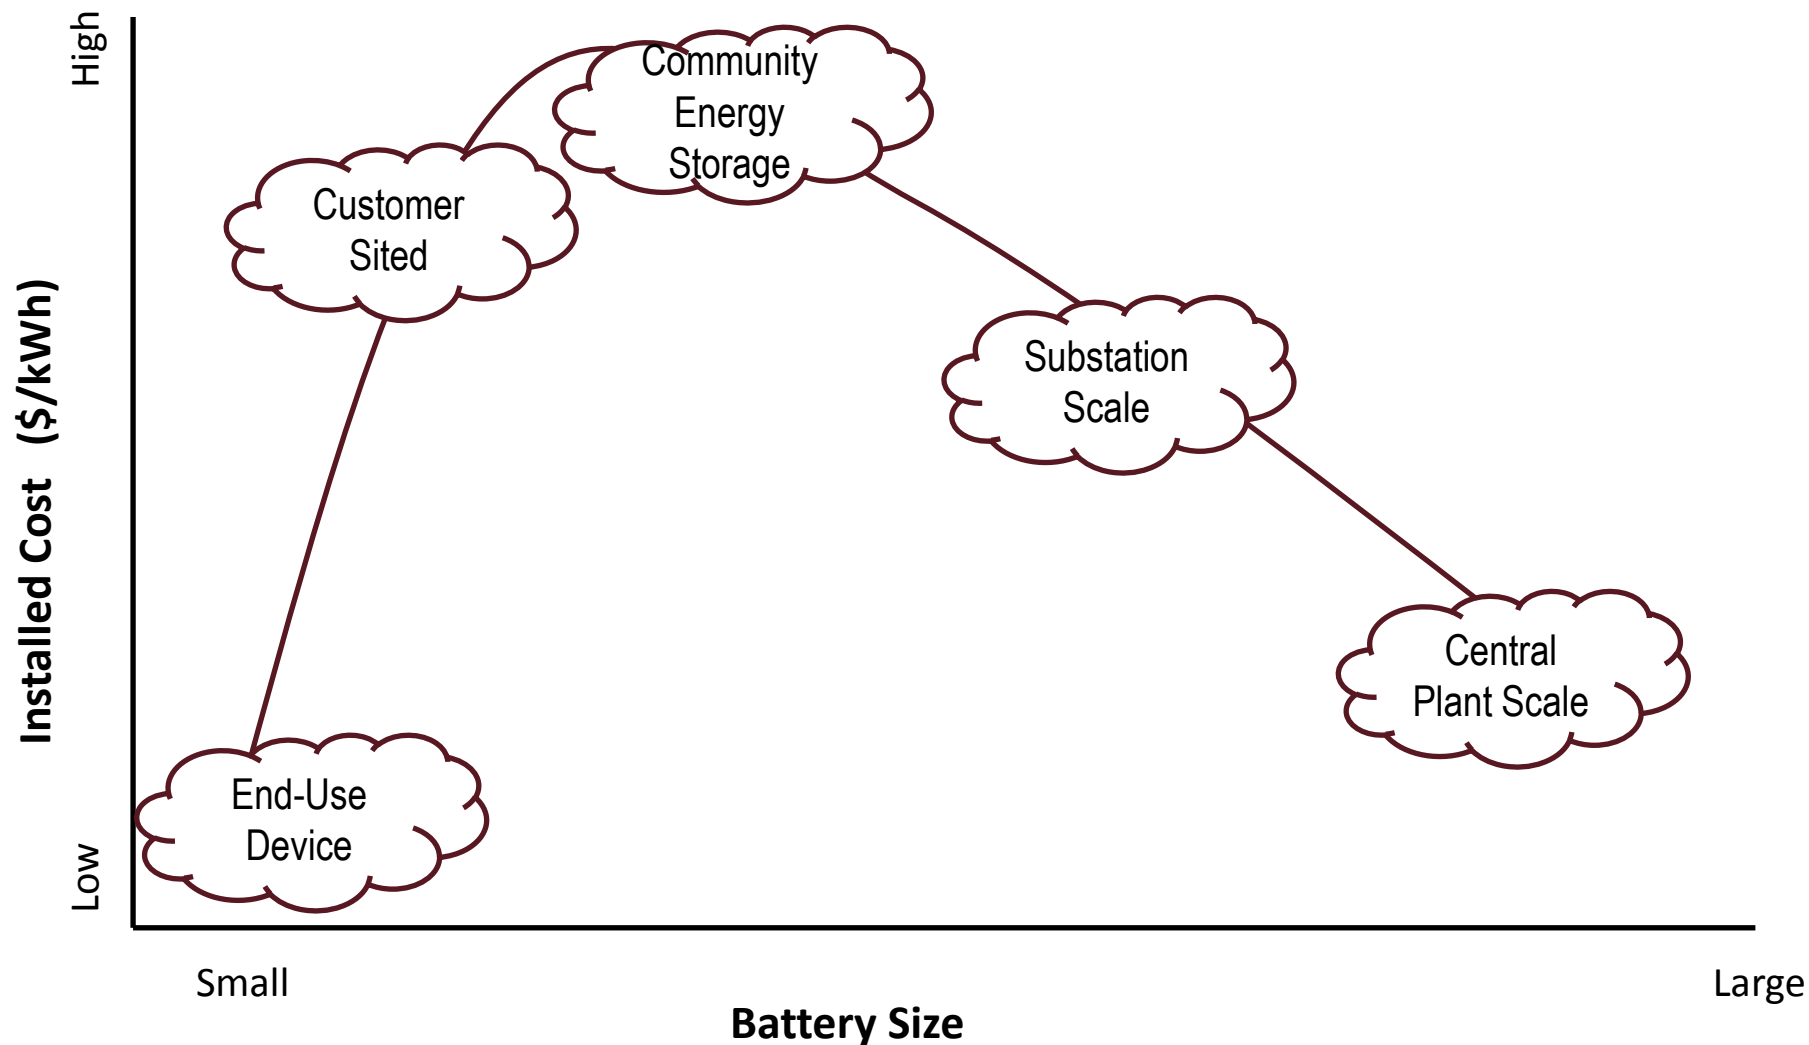 High
Community
Energy
Storage
Customer
Sited
Substation
Scale
Installed Cost ($/kWh)
Central
Plant Scale
End-Use
Device
Low
Small
Large
Battery Size